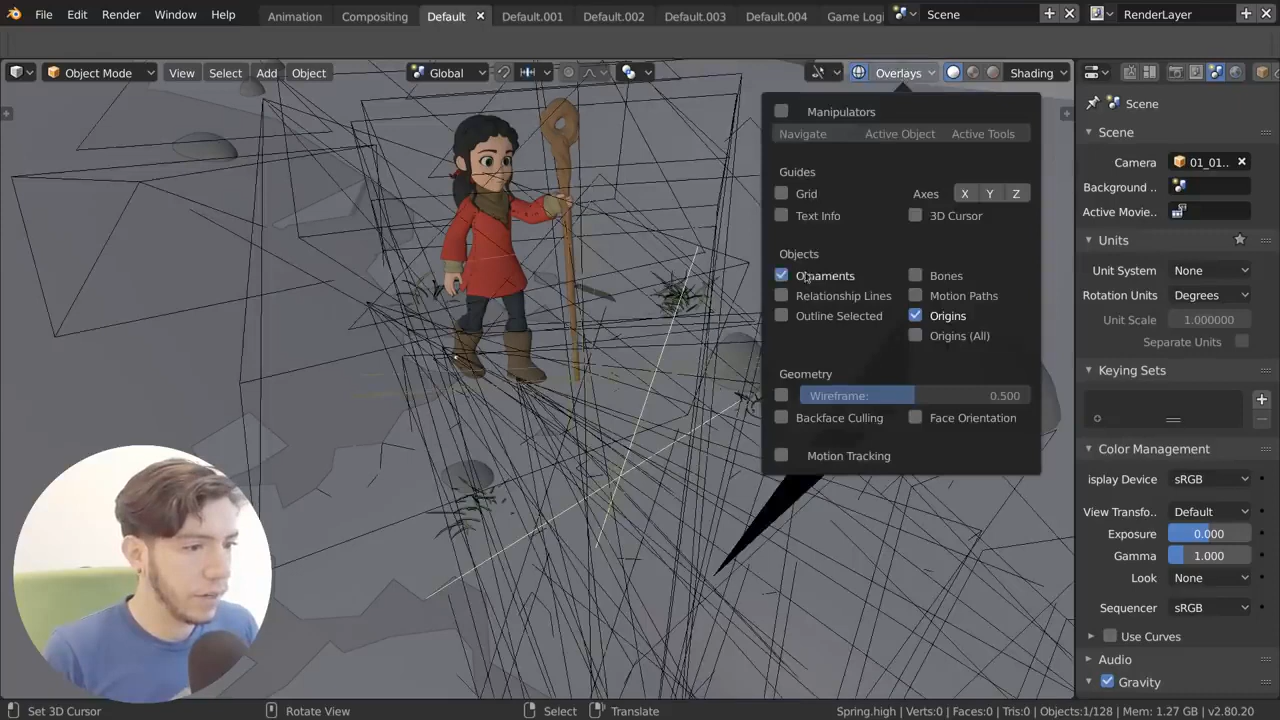 File Edit Render Window Help Animation Compositing Default Default.001 Default.002 Default.003 Default.004 Game Logi Scene RenderLayer
Object Mode View Select Add Object Global Overlays Shading
Scene
Manipulators
Navigate Active Object Active Tools
Guides
Grid Axes X Y Z
Text Info 3D Cursor
Objects
Ornaments Bones
Relationship Lines Motion Paths
Outline Selected Origins
Origins (All)
Geometry
Wireframe: 0.500
Backface Culling Face Orientation
Motion Tracking
Scene
Camera 01_01..
Background ..
Active Movie..
Units
Unit System None
Rotation Units Degrees
Unit Scale 1.000000
Separate Units
Keying Sets
Color Management
isplay Device sRGB
View Transfo.. Default
Exposure 0.000
Gamma 1.000
Look None
Sequencer sRGB
Use Curves
Audio
Gravity
Set 3D Cursor Rotate View Select Translate Spring.high | Verts:0 | Faces:0 | Tris:0 | Objects:1/128 | Mem: 1.27 GB | v2.80.20